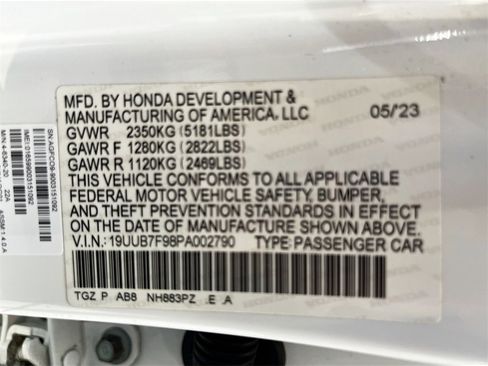 MFD. BY HONDA DEVELOPMENT &
MANUFACTURING OF AMERICA, LLC 05/23
GVWR 2350KG (5181LBS)
GAWR F 1280KG (2822LBS)
GAWR R 1120KG (2469LBS)
THIS VEHICLE CONFORMS TO ALL APPLICABLE
FEDERAL MOTOR VEHICLE SAFETY, BUMPER,
AND THEFT PREVENTION STANDARDS IN EFFECT
ON THE DATE OF MANUFACTURE SHOWN ABOVE.
V.I.N.: 19UUB7F98PA002790 TYPE: PASSENGER CAR
TGZ P AB8 NH883PZ E A